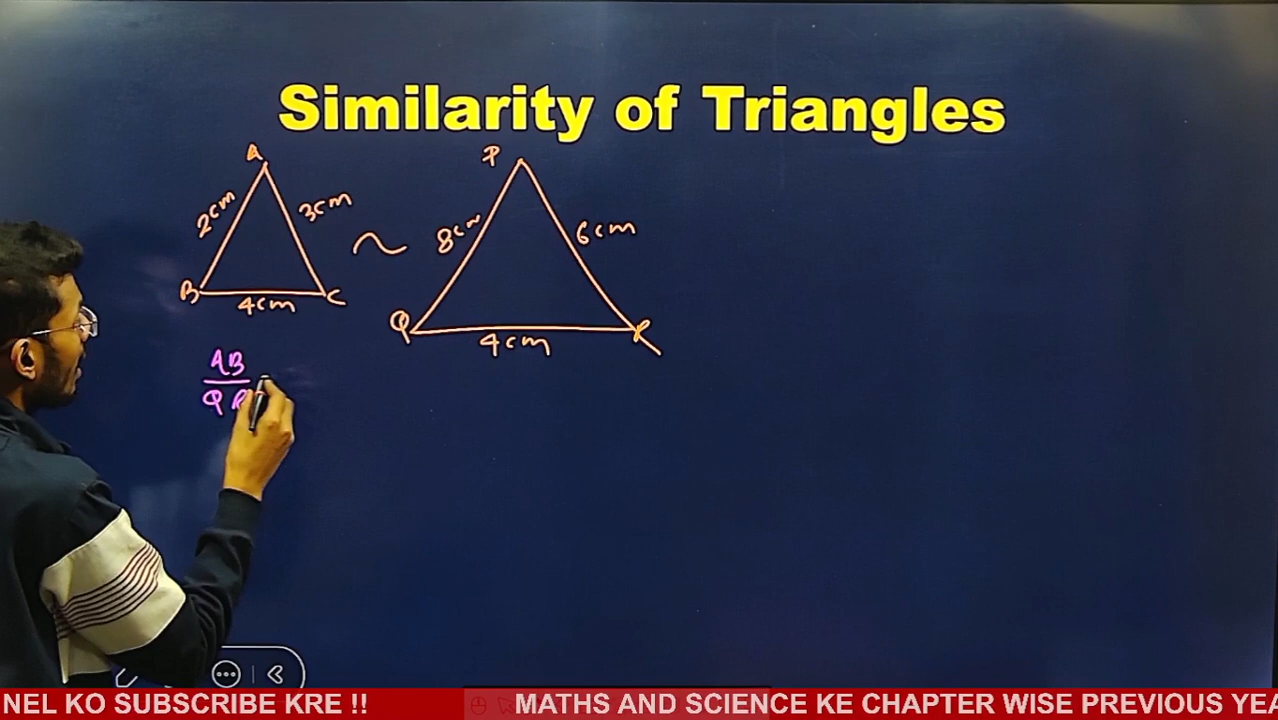 Similarity of Triangles
A
P
2cm
3cm
~
8cm
6cm
B
4cm
C
Q
4cm
R
AB
QR
NEL KO SUBSCRIBE KRE !!
MATHS AND SCIENCE KE CHAPTER WISE PREVIOUS YEA